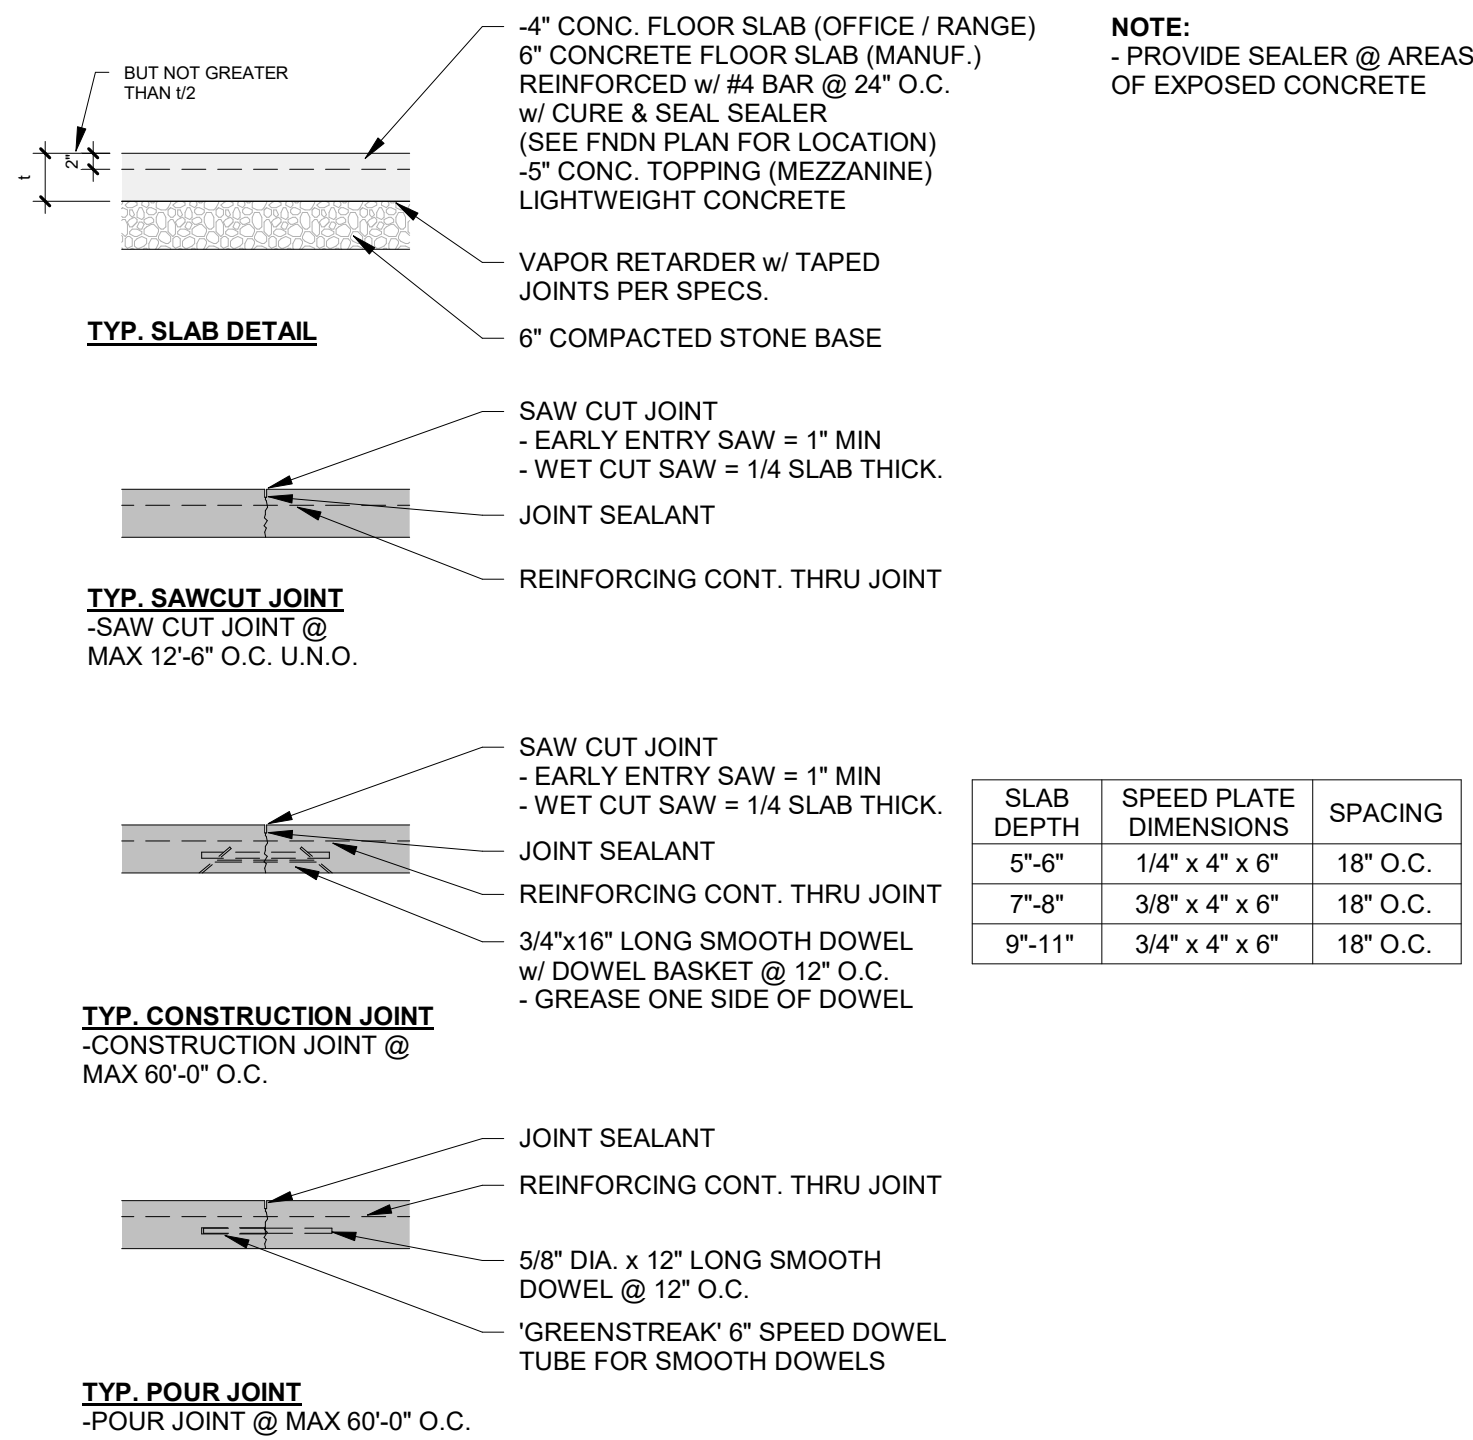 -4" CONC. FLOOR SLAB (OFFICE / RANGE)
6" CONCRETE FLOOR SLAB (MANUF.)
REINFORCED w/ #4 BAR @ 24" O.C.
w/ CURE & SEAL SEALER
(SEE FNDN PLAN FOR LOCATION)
-5" CONC. TOPPING (MEZZANINE)
LIGHTWEIGHT CONCRETE
NOTE:
- PROVIDE SEALER @ AREAS
OF EXPOSED CONCRETE
BUT NOT GREATER
THAN t/2
2"
t
VAPOR RETARDER w/ TAPED
JOINTS PER SPECS.
6" COMPACTED STONE BASE
TYP. SLAB DETAIL
SAW CUT JOINT
- EARLY ENTRY SAW = 1" MIN
- WET CUT SAW = 1/4 SLAB THICK.
JOINT SEALANT
REINFORCING CONT. THRU JOINT
TYP. SAWCUT JOINT
-SAW CUT JOINT @
MAX 12'-6" O.C. U.N.O.
SAW CUT JOINT
- EARLY ENTRY SAW = 1" MIN
- WET CUT SAW = 1/4 SLAB THICK.
JOINT SEALANT
REINFORCING CONT. THRU JOINT
3/4"x16" LONG SMOOTH DOWEL
w/ DOWEL BASKET @ 12" O.C.
- GREASE ONE SIDE OF DOWEL
SLAB DEPTH SPEED PLATE DIMENSIONS SPACING
5"-6" 1/4" x 4" x 6" 18" O.C.
7"-8" 3/8" x 4" x 6" 18" O.C.
9"-11" 3/4" x 4" x 6" 18" O.C.
TYP. CONSTRUCTION JOINT
-CONSTRUCTION JOINT @
MAX 60'-0" O.C.
JOINT SEALANT
REINFORCING CONT. THRU JOINT
5/8" DIA. x 12" LONG SMOOTH
DOWEL @ 12" O.C.
'GREENSTREAK' 6" SPEED DOWEL
TUBE FOR SMOOTH DOWELS
TYP. POUR JOINT
-POUR JOINT @ MAX 60'-0" O.C.